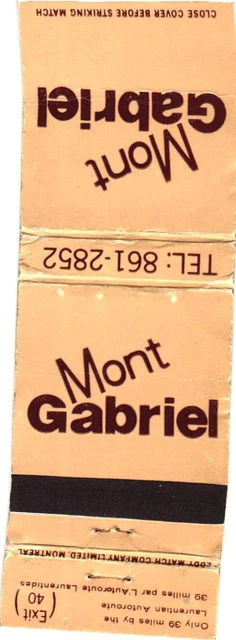 CLOSE COVER BEFORE STRIKING MATCH
Mont
Gabriel
TEL: 861-2852
Mont
Gabriel
EDDY MATCH COMPANY LIMITED, MONTREAL
Only 39 miles by the
Laurentian Autoroute
39 milles par L'Autoroute Laurentides
(Exit 40)